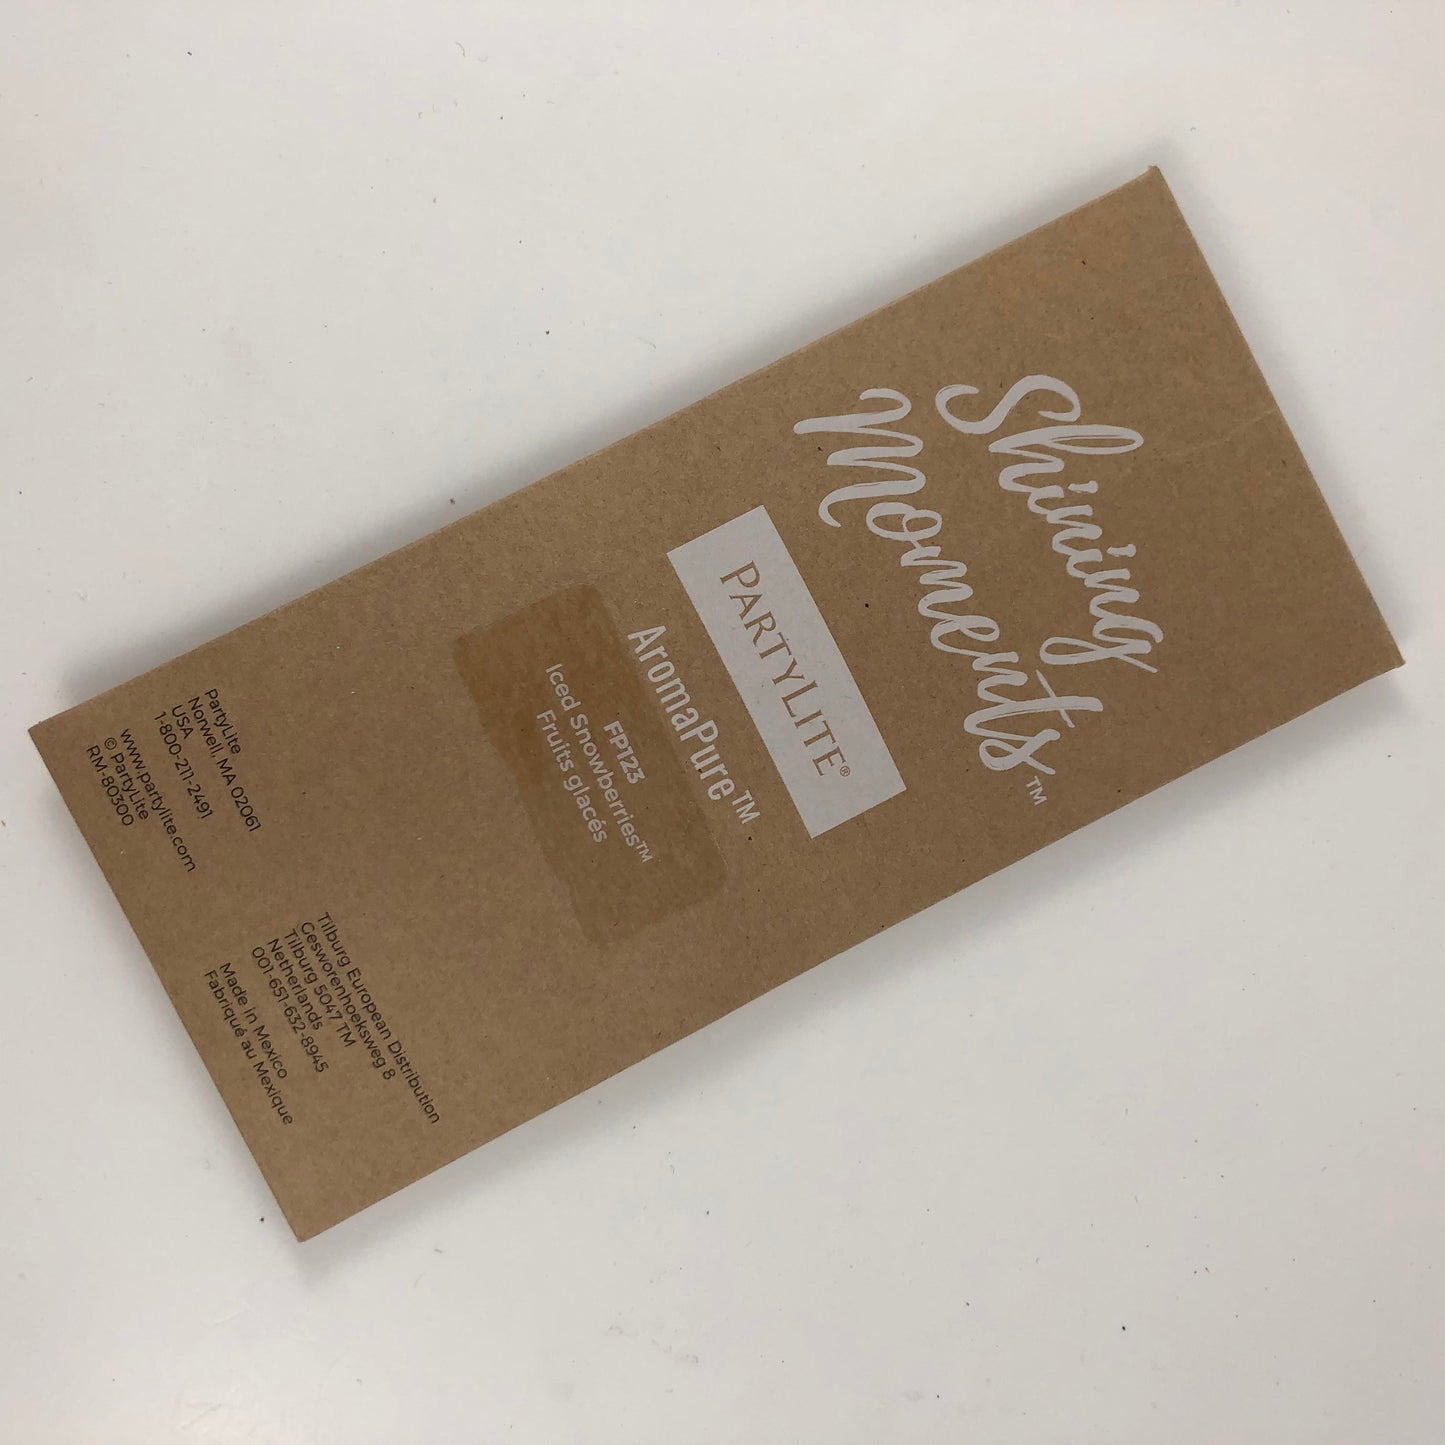 Shining
Moments™
PARTYLITE®
AromaPure™
FP123
Iced Snowberries™
Fruits glacés
PartyLite
Norwell, MA 02061
USA
1-800-211-2491
www.partylite.com
© PartyLite
RM-80300
Tilburg European Distribution
Gesworenhoekseweg 8
Tilburg 5047 TM
Netherlands
001-651-632-8945
Made in Mexico
Fabriqué au Mexique